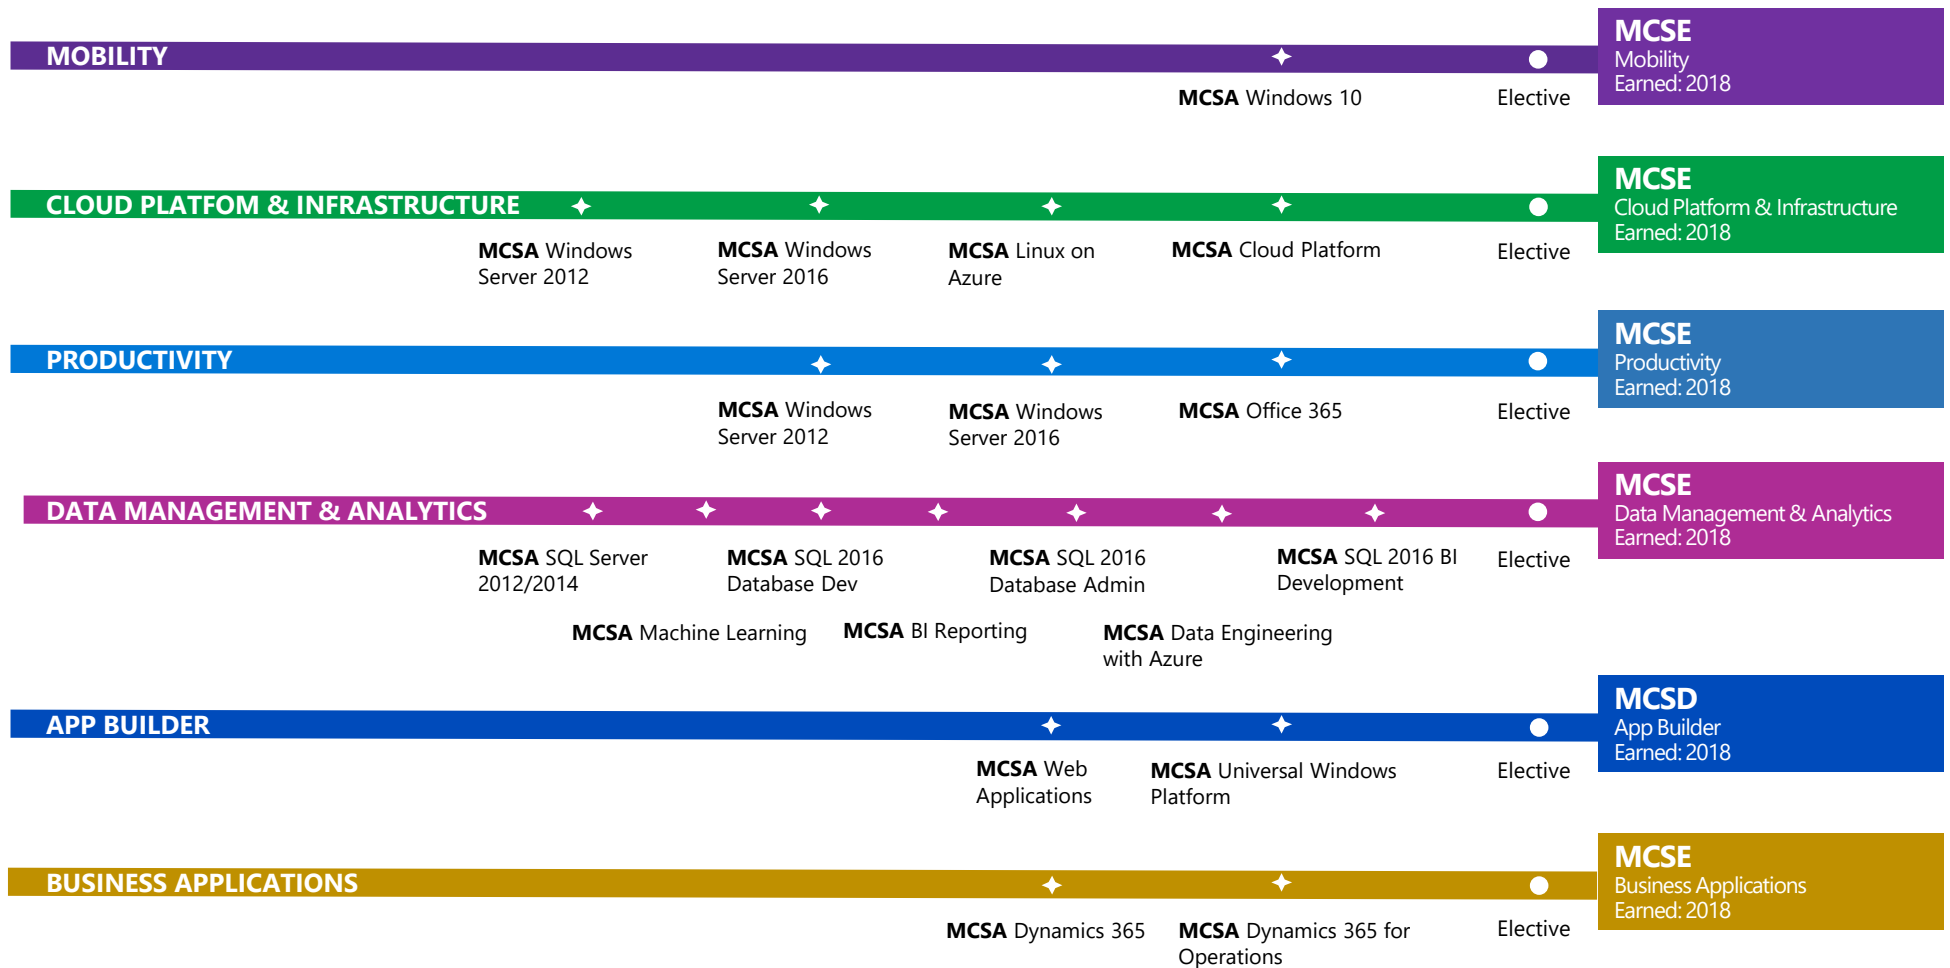 MOBILITY
MCSA Windows 10
Elective
MCSE
Mobility
Earned: 2018
CLOUD PLATFOM & INFRASTRUCTURE
MCSA Windows
Server 2012
MCSA Windows
Server 2016
MCSA Linux on
Azure
MCSA Cloud Platform
Elective
MCSE
Cloud Platform & Infrastructure
Earned: 2018
PRODUCTIVITY
MCSA Windows
Server 2012
MCSA Windows
Server 2016
MCSA Office 365
Elective
MCSE
Productivity
Earned: 2018
DATA MANAGEMENT & ANALYTICS
MCSA SQL Server
2012/2014
MCSA Machine Learning
MCSA SQL 2016
Database Dev
MCSA BI Reporting
MCSA SQL 2016
Database Admin
MCSA Data Engineering
with Azure
MCSA SQL 2016 BI
Development
Elective
MCSE
Data Management & Analytics
Earned: 2018
APP BUILDER
MCSA Web
Applications
MCSA Universal Windows
Platform
Elective
MCSD
App Builder
Earned: 2018
BUSINESS APPLICATIONS
MCSA Dynamics 365
MCSA Dynamics 365 for
Operations
Elective
MCSE
Business Applications
Earned: 2018